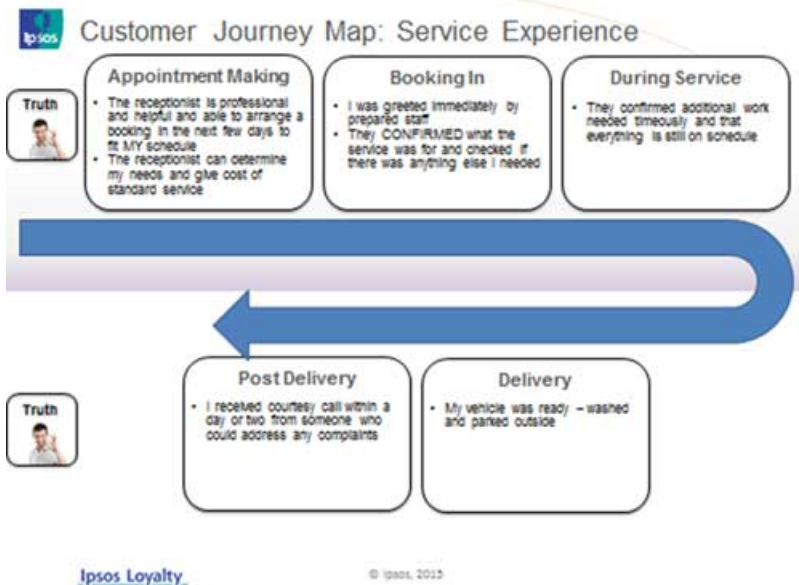 Ipsos
Customer Journey Map: Service Experience
Truth
Appointment Making
• The receptionist is professional
and helpful and able to arrange a
booking in the next few days to
fit MY schedule
• The receptionist can determine
my needs and give cost of
standard service
Booking In
• I was greeted immediately by
prepared staff
• They CONFIRMED what the
service was for and checked if
there was anything else I needed
During Service
• They confirmed additional work
needed timeously and that
everything is still on schedule
Truth
Post Delivery
• I received courtesy call within a
day or two from someone who
could address any complaints
Delivery
• My vehicle was ready – washed
and parked outside
Ipsos Loyalty
© Ipsos, 2015